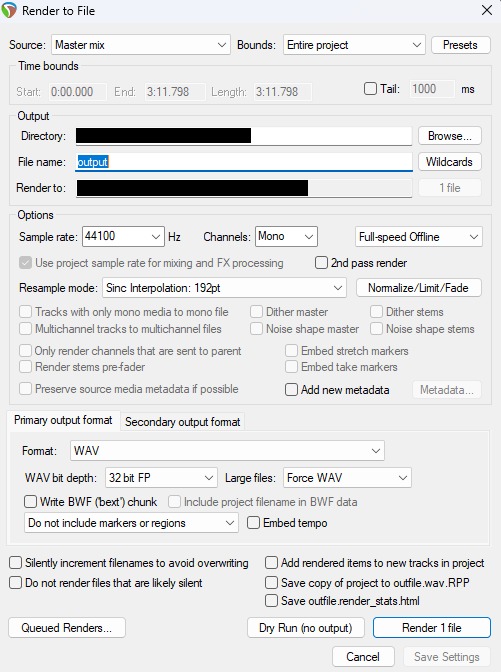 Render to File
Source: Master mix Bounds: Entire project Presets
Time bounds
Start: 0:00.000 End: 3:11.798 Length: 3:11.798 Tail: 1000 ms
Output
Directory: Browse...
File name: output Wildcards
Render to: 1 file
Options
Sample rate: 44100 Hz Channels: Mono Full-speed Offline
Use project sample rate for mixing and FX processing 2nd pass render
Resample mode: Sinc Interpolation: 192pt Normalize/Limit/Fade
Tracks with only mono media to mono file Dither master Dither stems
Multichannel tracks to multichannel files Noise shape master Noise shape stems
Only render channels that are sent to parent Embed stretch markers
Render stems pre-fader Embed take markers
Preserve source media metadata if possible Add new metadata Metadata...
Primary output format Secondary output format
Format: WAV
WAV bit depth: 32 bit FP Large files: Force WAV
Write BWF ('bext') chunk Include project filename in BWF data
Do not include markers or regions Embed tempo
Silently increment filenames to avoid overwriting Add rendered items to new tracks in project
Do not render files that are likely silent Save copy of project to outfile.wav.RPP
Save outfile.render_stats.html
Queued Renders... Dry Run (no output) Render 1 file
Cancel Save Settings